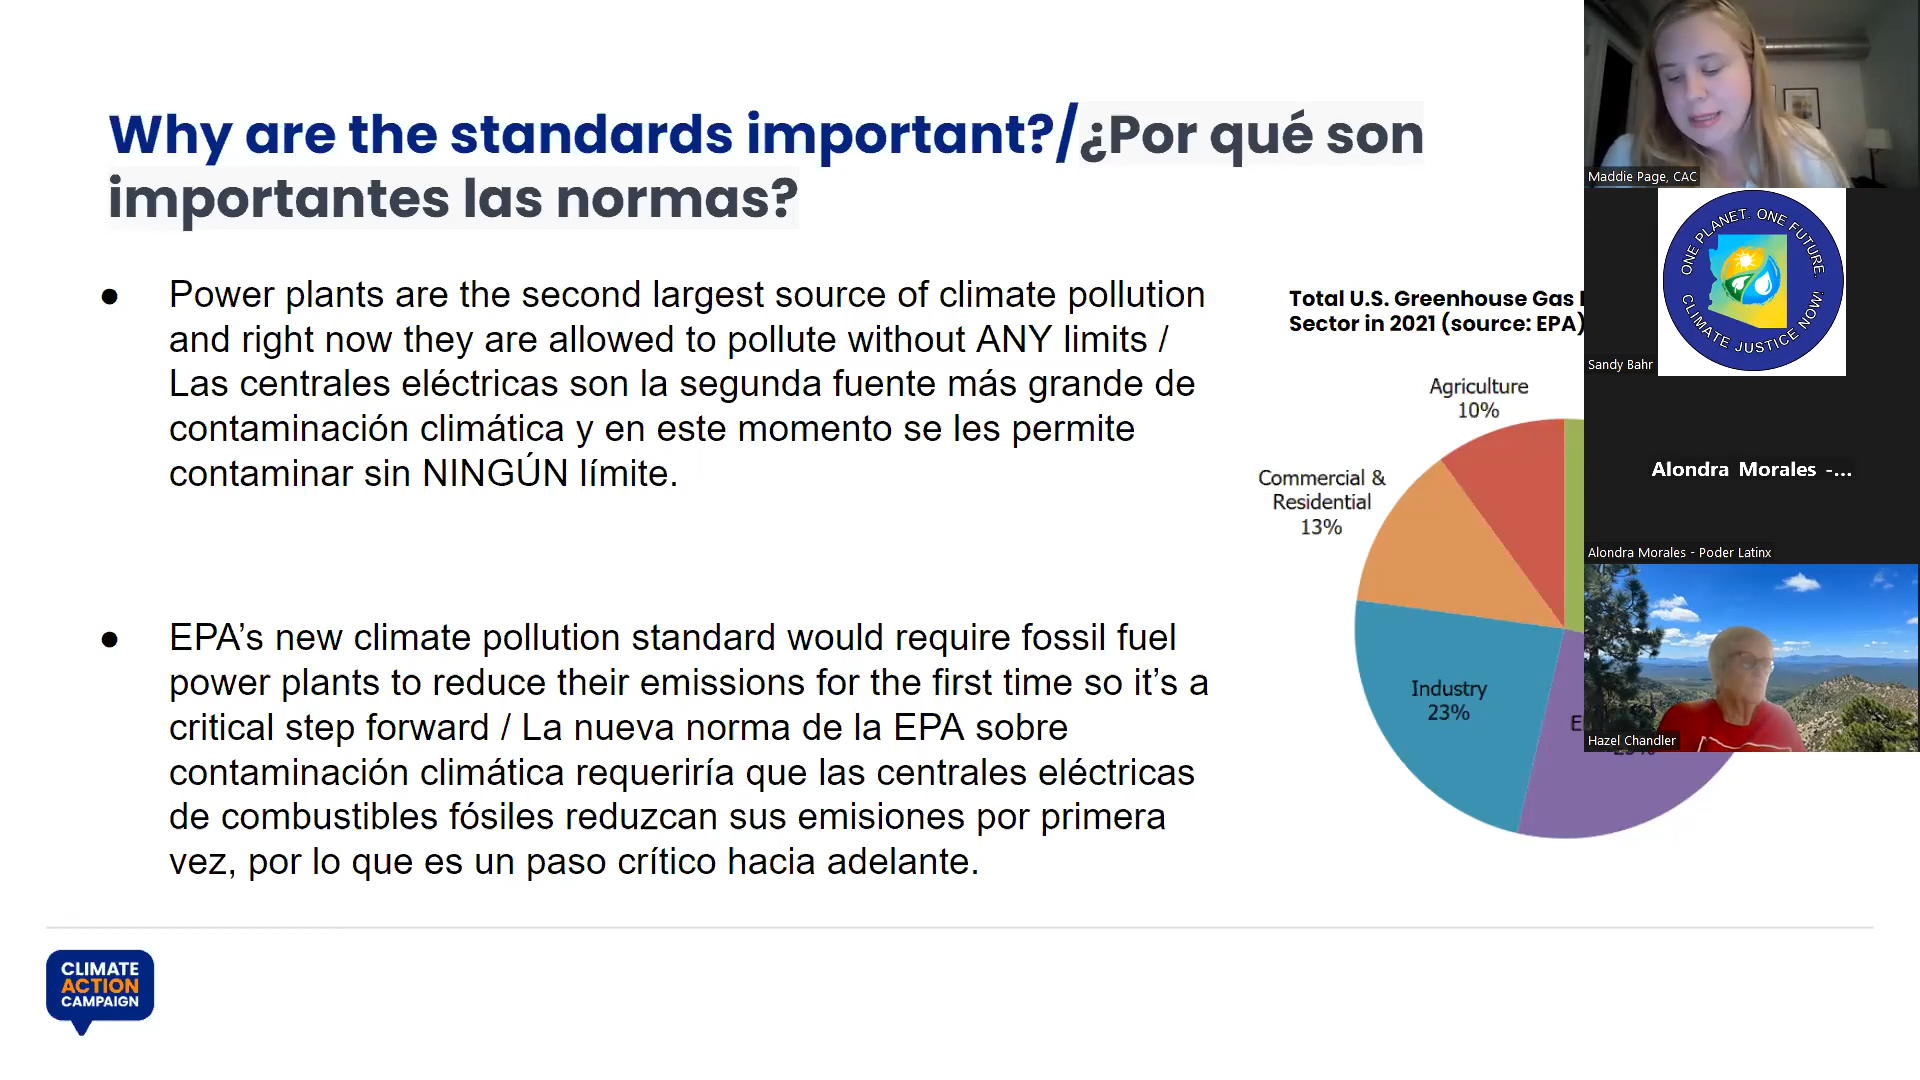 Why are the standards important?/¿Por qué son
importantes las normas?
● Power plants are the second largest source of climate pollution
and right now they are allowed to pollute without ANY limits /
Las centrales eléctricas son la segunda fuente más grande de
contaminación climática y en este momento se les permite
contaminar sin NINGÚN límite.
● EPA’s new climate pollution standard would require fossil fuel
power plants to reduce their emissions for the first time so it’s a
critical step forward / La nueva norma de la EPA sobre
contaminación climática requeriría que las centrales eléctricas
de combustibles fósiles reduzcan sus emisiones por primera
vez, por lo que es un paso crítico hacia adelante.
Total U.S. Greenhouse Gas
Sector in 2021 (source: EPA)
Agriculture
10%
Commercial &
Residential
13%
Industry
23%
CLIMATE
ACTION
CAMPAIGN
Maddie Page, CAC
ONE PLANET. ONE FUTURE.
CLIMATE JUSTICE NOW!
Sandy Bahr
Alondra Morales -...
Alondra Morales - Poder Latinx
Hazel Chandler